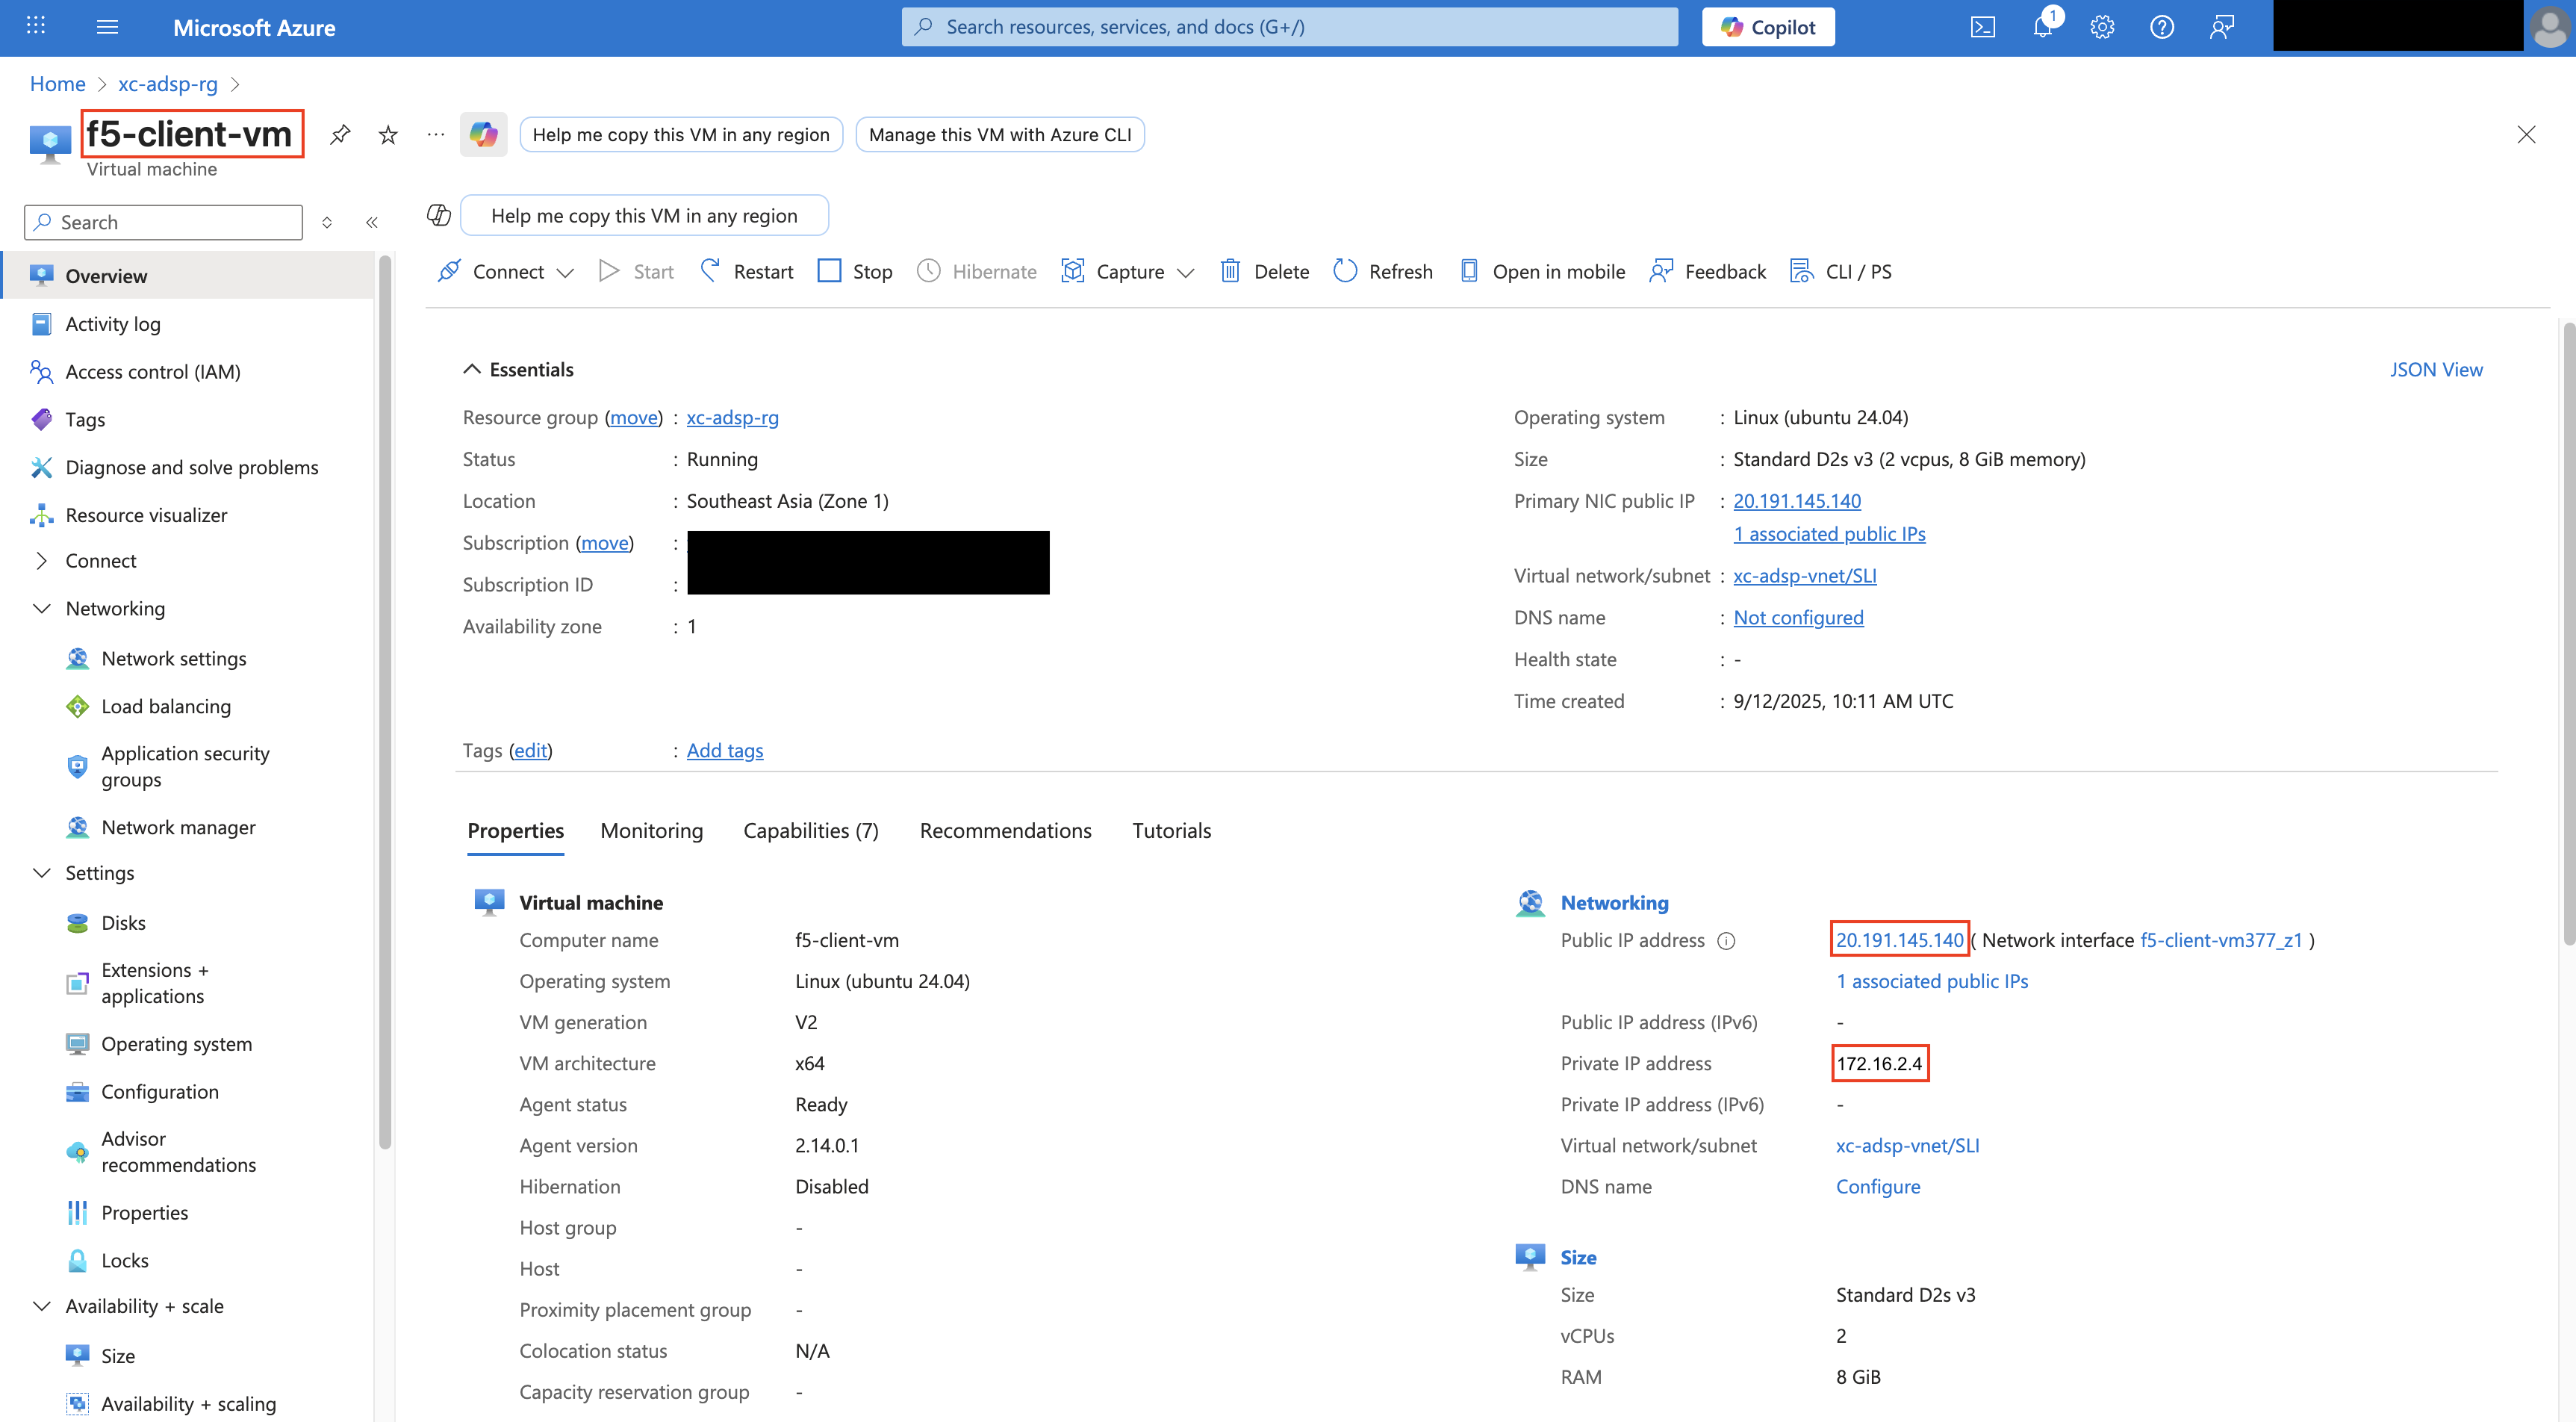 Microsoft Azure
Search resources, services, and docs (G+/)
Copilot
1
Home > xc-adsp-rg >
f5-client-vm
Virtual machine
Help me copy this VM in any region
Manage this VM with Azure CLI
Search
Help me copy this VM in any region
Connect
Start
Restart
Stop
Hibernate
Capture
Delete
Refresh
Open in mobile
Feedback
CLI / PS
Overview
Activity log
Access control (IAM)
Tags
Diagnose and solve problems
Resource visualizer
Connect
Networking
Network settings
Load balancing
Application security
groups
Network manager
Settings
Disks
Extensions +
applications
Operating system
Configuration
Advisor
recommendations
Properties
Locks
Availability + scale
Size
Availability + scaling
Essentials
JSON View
Resource group (move) : xc-adsp-rg
Status : Running
Location : Southeast Asia (Zone 1)
Subscription (move) :
Subscription ID :
Availability zone : 1
Operating system : Linux (ubuntu 24.04)
Size : Standard D2s v3 (2 vcpus, 8 GiB memory)
Primary NIC public IP : 20.191.145.140
1 associated public IPs
Virtual network/subnet : xc-adsp-vnet/SLI
DNS name : Not configured
Health state : -
Time created : 9/12/2025, 10:11 AM UTC
Tags (edit) : Add tags
Properties
Monitoring
Capabilities (7)
Recommendations
Tutorials
Virtual machine
Computer name f5-client-vm
Operating system Linux (ubuntu 24.04)
VM generation V2
VM architecture x64
Agent status Ready
Agent version 2.14.0.1
Hibernation Disabled
Host group -
Host -
Proximity placement group -
Colocation status N/A
Capacity reservation group -
Networking
Public IP address 20.191.145.140 ( Network interface f5-client-vm377_z1 )
1 associated public IPs
Public IP address (IPv6) -
Private IP address 172.16.2.4
Private IP address (IPv6) -
Virtual network/subnet xc-adsp-vnet/SLI
DNS name Configure
Size
Size Standard D2s v3
vCPUs 2
RAM 8 GiB